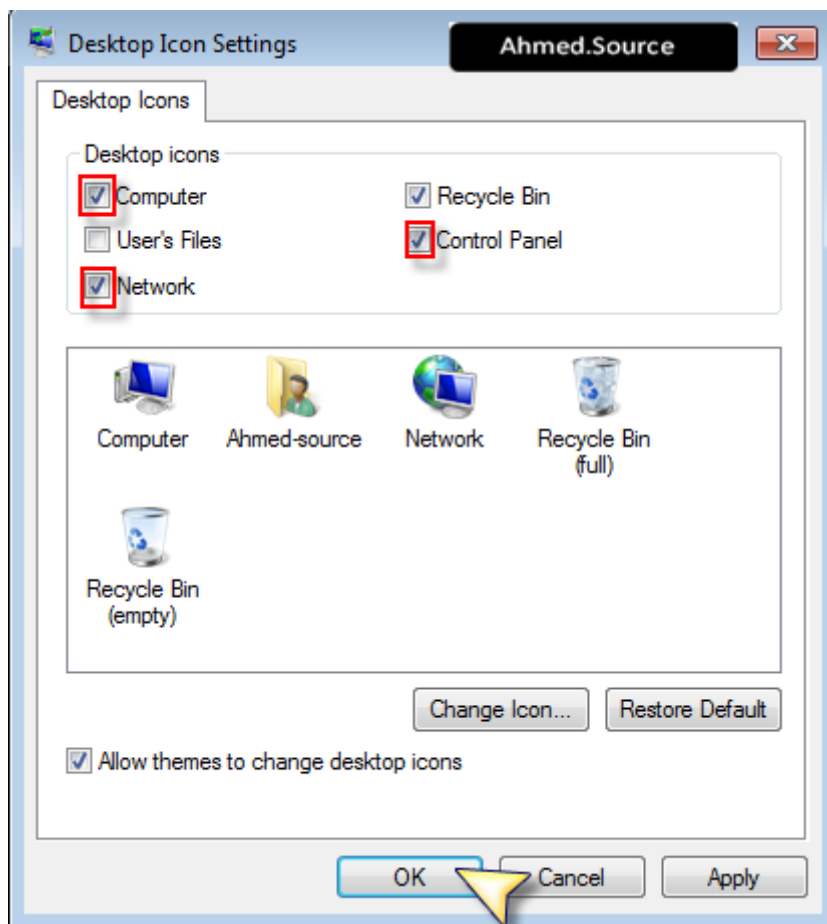 Desktop Icon Settings
Ahmed.Source
Desktop Icons
Desktop icons
Computer
Recycle Bin
User's Files
Control Panel
Network
Computer
Ahmed-source
Network
Recycle Bin
(full)
Recycle Bin
(empty)
Change Icon...
Restore Default
Allow themes to change desktop icons
OK
Cancel
Apply